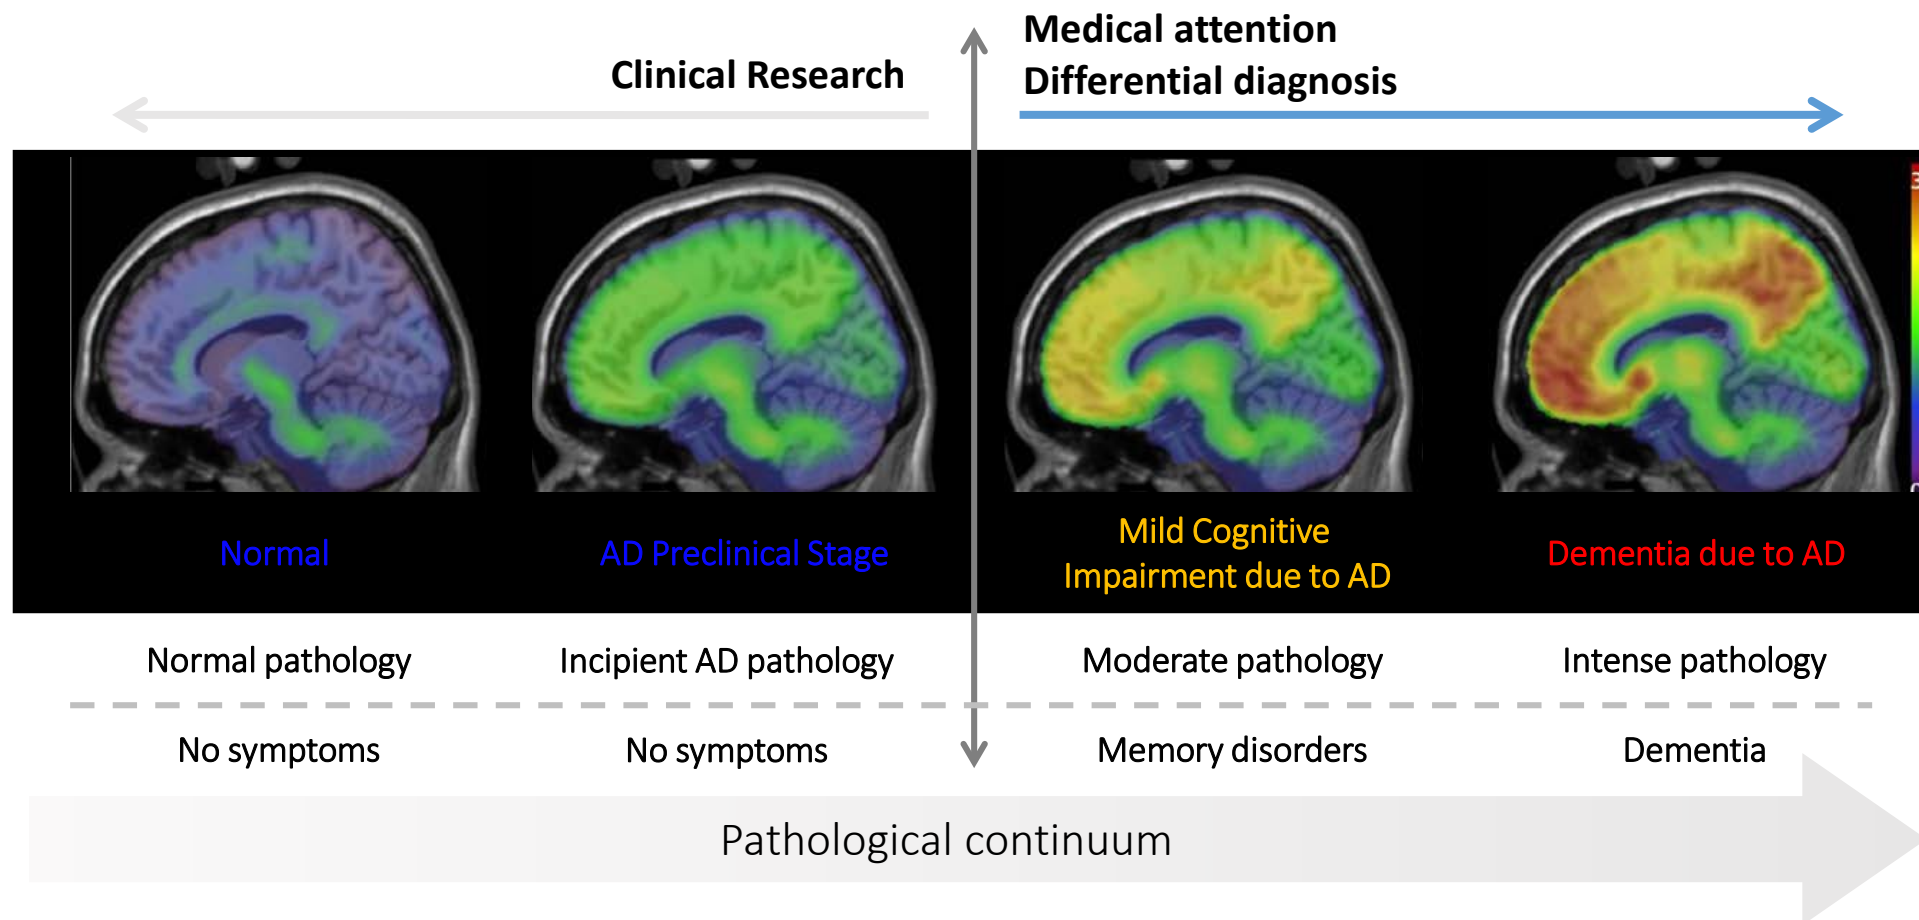 Clinical Research
Medical attention
Differential diagnosis
3
0
Normal
AD Preclinical Stage
Mild Cognitive
Impairment due to AD
Dementia due to AD
Normal pathology
Incipient AD pathology
Moderate pathology
Intense pathology
No symptoms
No symptoms
Memory disorders
Dementia
Pathological continuum